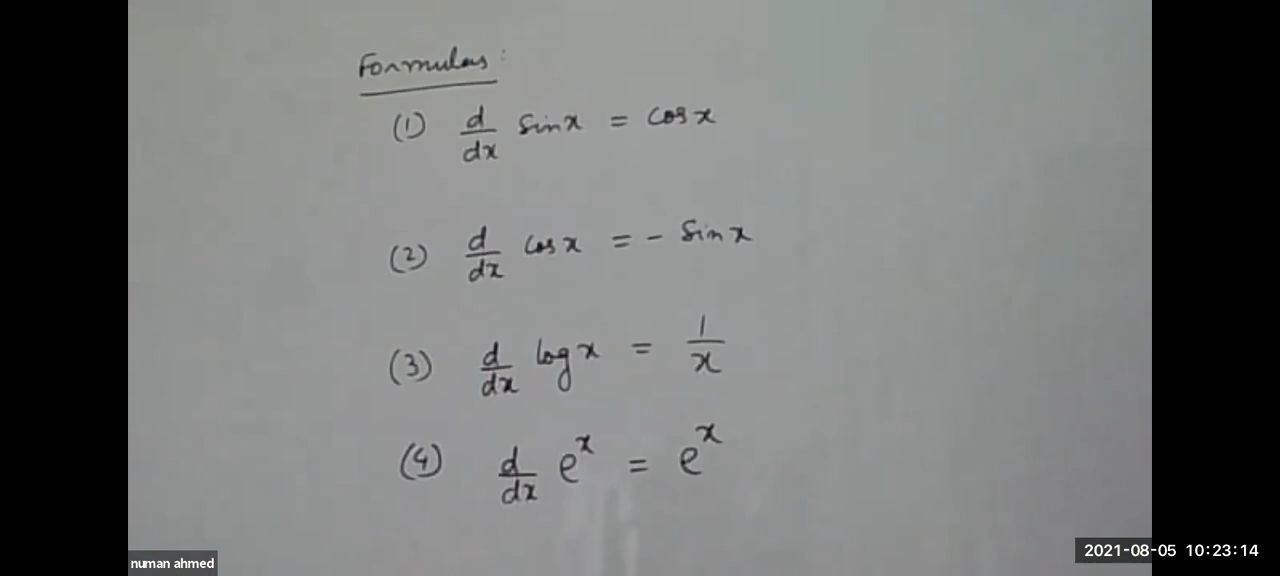 Formulas:
(1) d/dx sinx = cosx
(2) d/dx cosx = - sinx
(3) d/dx logx = 1/x
(4) d/dx e^x = e^x
numan ahmed
2021-08-05 10:23:14